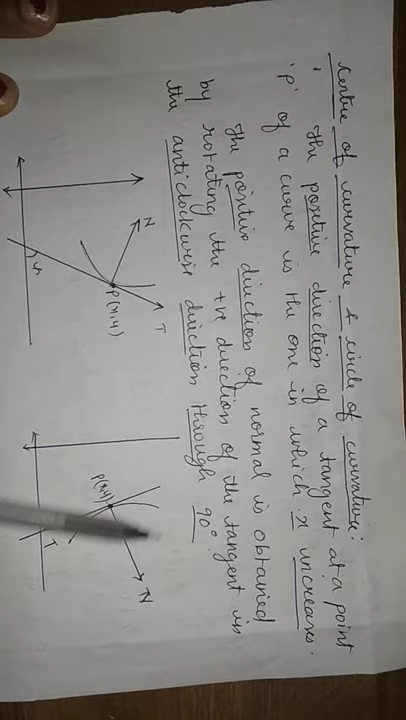 Centre of curvature & circle of curvature:
The positive direction of a tangent at a point
'P' of a curve is the one in which x increases.
The positive direction of normal is obtained
by rotating the +ve direction of the tangent in
the anticlockwise direction through 90°.
N
P(x,y)
T
ψ
P(x,y)
N
T